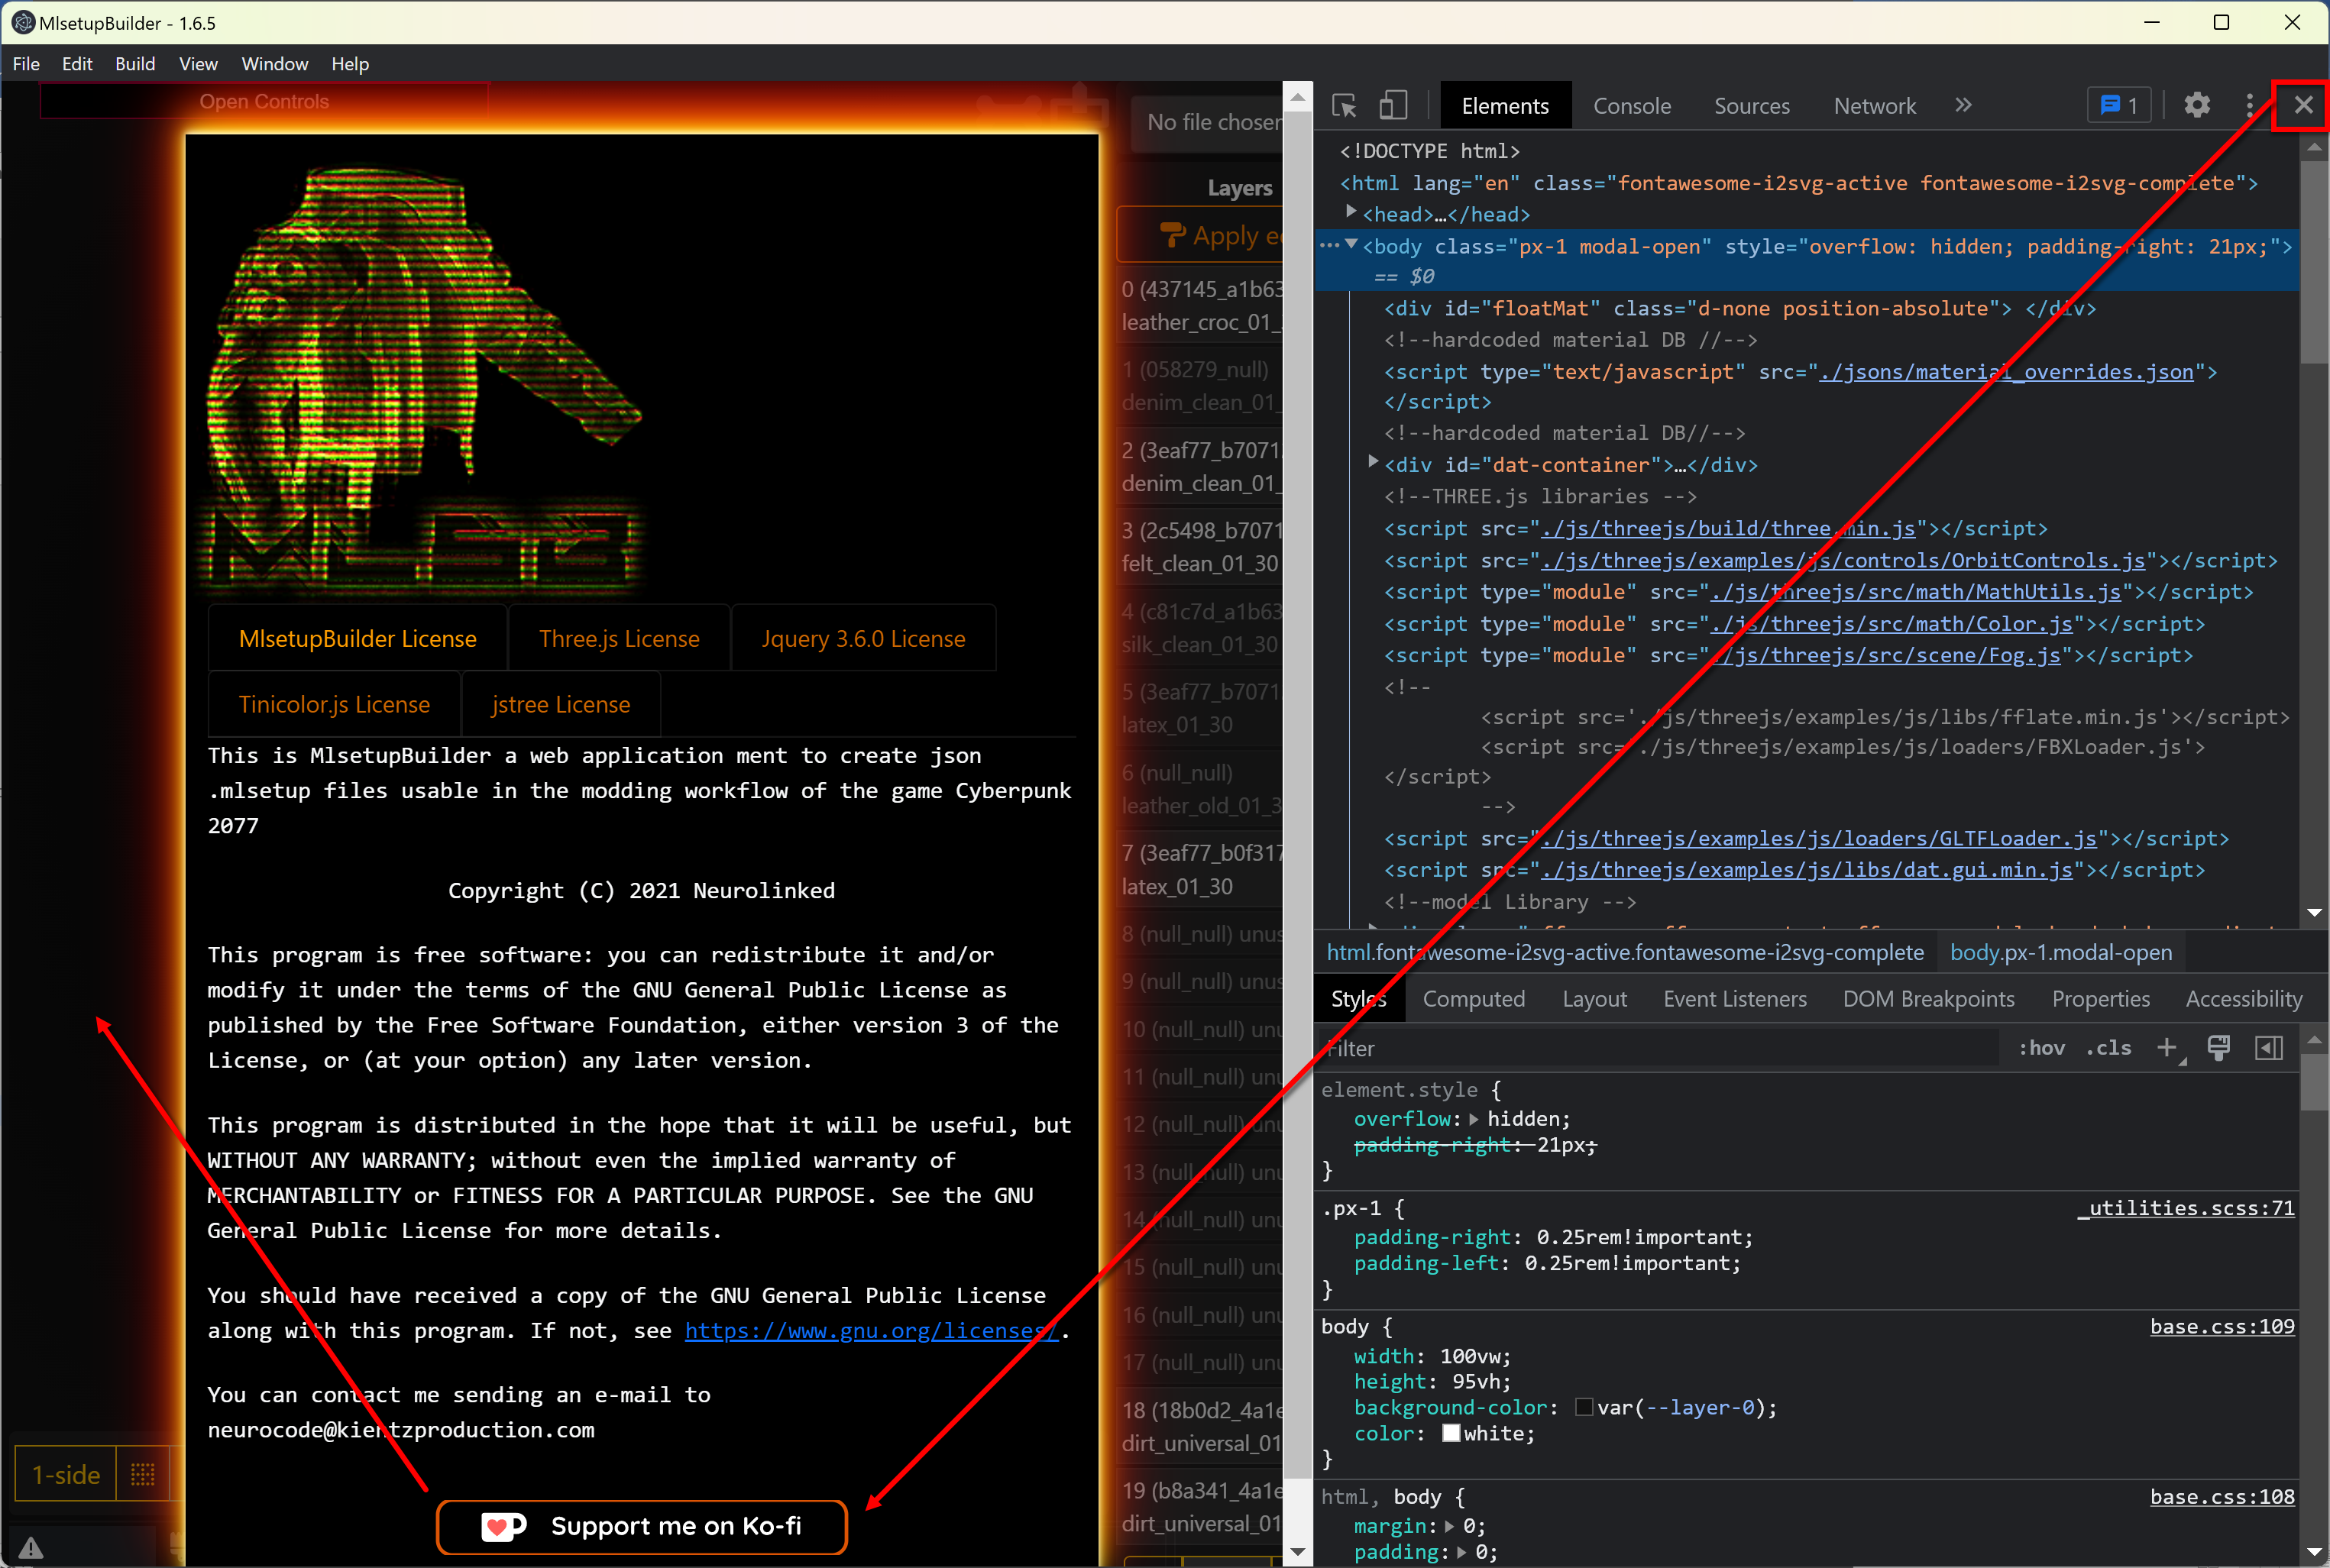 MlsetupBuilder - 1.6.5
File Edit Build View Window Help
Open Controls
No file choser
Layers
Apply e
0 (437145_a1b63
leather_croc_01_
1 (058279_null)
denim_clean_01_
2 (3eaf77_b7071
denim_clean_01_
3 (2c5498_b7071
felt_clean_01_30
4 (c81c7d_a1b63
silk_clean_01_30
5 (3eaf77_b7071
latex_01_30
6 (null_null)
leather_old_01_3
7 (3eaf77_b0f317
latex_01_30
8 (null_null) unus
9 (null_null) unus
10 (null_null) unu
11 (null_null) unu
12 (null_null) unu
13 (null_null) unu
14 (null_null) unu
15 (null_null) unu
16 (null_null) unu
17 (null_null) unu
18 (18b0d2_4a1e
dirt_universal_01
19 (b8a341_4a1e
dirt_universal_01
1-side
MLSB
MlsetupBuilder License Three.js License Jquery 3.6.0 License
Tinicolor.js License jstree License
This is MlsetupBuilder a web application ment to create json
.mlsetup files usable in the modding workflow of the game Cyberpunk
2077
Copyright (C) 2021 Neurolinked
This program is free software: you can redistribute it and/or
modify it under the terms of the GNU General Public License as
published by the Free Software Foundation, either version 3 of the
License, or (at your option) any later version.
This program is distributed in the hope that it will be useful, but
WITHOUT ANY WARRANTY; without even the implied warranty of
MERCHANTABILITY or FITNESS FOR A PARTICULAR PURPOSE. See the GNU
General Public License for more details.
You should have received a copy of the GNU General Public License
along with this program. If not, see https://www.gnu.org/licenses/.
You can contact me sending an e-mail to
neurocode@kientzproduction.com
Support me on Ko-fi
Elements Console Sources Network » 1
<!DOCTYPE html>
<html lang="en" class="fontawesome-i2svg-active fontawesome-i2svg-complete">
<head>…</head>
<body class="px-1 modal-open" style="overflow: hidden; padding-right: 21px;">
== $0
<div id="floatMat" class="d-none position-absolute"> </div>
<!--hardcoded material DB //-->
<script type="text/javascript" src="./jsons/material_overrides.json">
</script>
<!--hardcoded material DB//-->
<div id="dat-container">…</div>
<!--THREE.js libraries -->
<script src="./js/threejs/build/three.min.js"></script>
<script src="./js/threejs/examples/js/controls/OrbitControls.js"></script>
<script type="module" src="./js/threejs/src/math/MathUtils.js"></script>
<script type="module" src="./js/threejs/src/math/Color.js"></script>
<script type="module" src="./js/threejs/src/scene/Fog.js"></script>
<!--
<script src='./js/threejs/examples/js/libs/fflate.min.js'></script>
<script src='./js/threejs/examples/js/loaders/FBXLoader.js'>
</script>
-->
<script src="./js/threejs/examples/js/loaders/GLTFLoader.js"></script>
<script src="./js/threejs/examples/js/libs/dat.gui.min.js"></script>
<!--model Library -->
html.fontawesome-i2svg-active.fontawesome-i2svg-complete body.px-1.modal-open
Styles Computed Layout Event Listeners DOM Breakpoints Properties Accessibility
Filter :hov .cls +
element.style {
overflow: hidden;
padding-right: 21px;
}
.px-1 { _utilities.scss:71
padding-right: 0.25rem!important;
padding-left: 0.25rem!important;
}
body { base.css:109
width: 100vw;
height: 95vh;
background-color: var(--layer-0);
color: white;
}
html, body { base.css:108
margin: 0;
padding: 0;